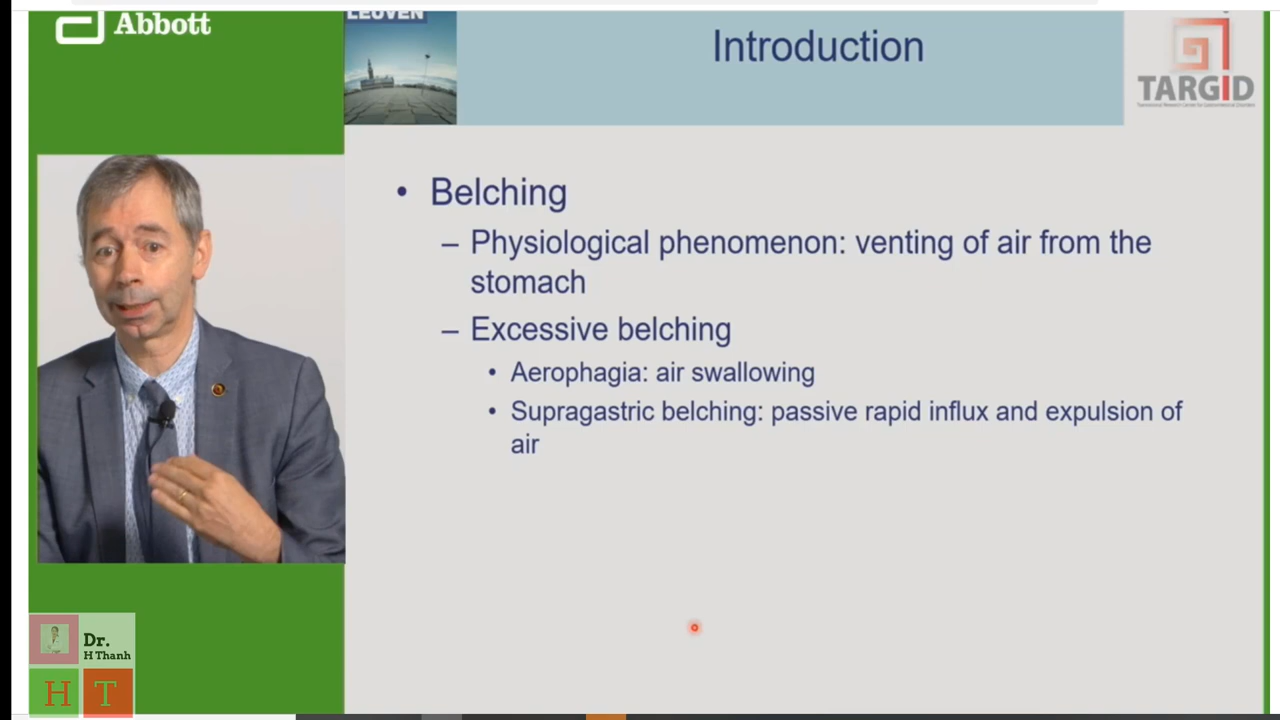 Abbott
LEUVEN
Introduction
TARGID
• Belching
– Physiological phenomenon: venting of air from the
stomach
– Excessive belching
• Aerophagia: air swallowing
• Supragastric belching: passive rapid influx and expulsion of
air
Dr.
H Thanh
H T